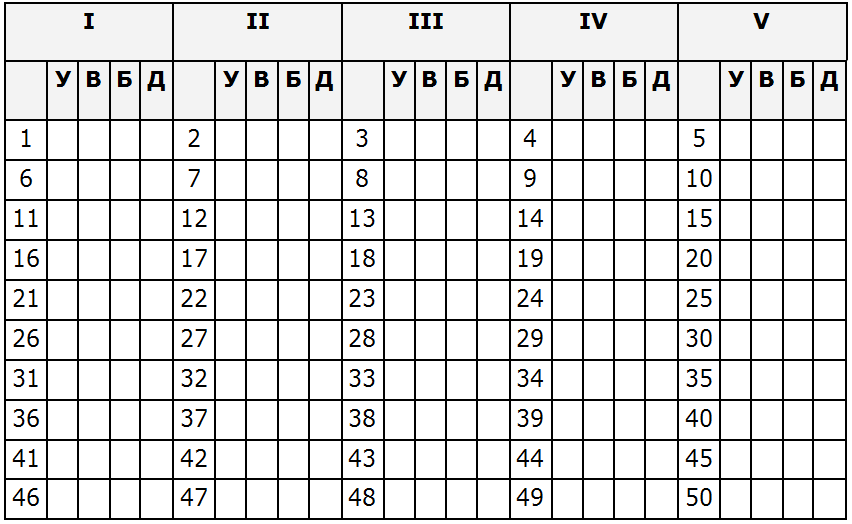 I II III IV V
У В Б Д У В Б Д У В Б Д У В Б Д У В Б Д
1 2 3 4 5
6 7 8 9 10
11 12 13 14 15
16 17 18 19 20
21 22 23 24 25
26 27 28 29 30
31 32 33 34 35
36 37 38 39 40
41 42 43 44 45
46 47 48 49 50